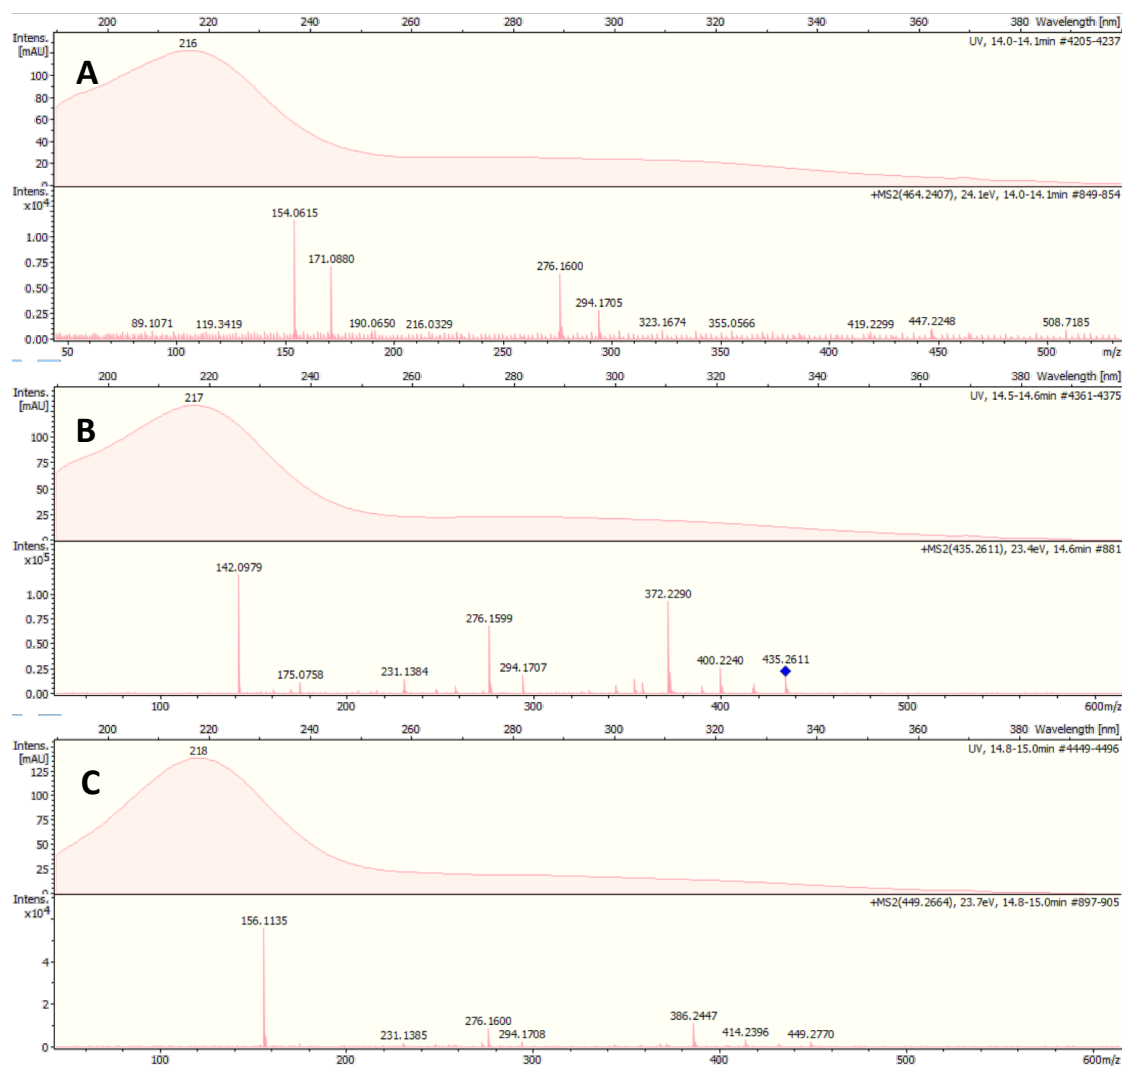 200 220 240 260 280 300 320 340 360 380 Wavelength [nm]
Intens.
[mAU]
216
UV, 14.0-14.1min #4205-4237
A
100
80
60
40
20
Intens.
x10^4
+MS2(464.2407), 24.1eV, 14.0-14.1min #849-854
154.0615
1.00
171.0880
276.1600
0.75
0.50
294.1705
0.25
89.1071 119.3419 190.0650 216.0329 323.1674 355.0566 419.2299 447.2248 508.7185
0.00
50 100 150 200 250 300 350 400 450 500 m/z
200 220 240 260 280 300 320 340 360 380 Wavelength [nm]
Intens.
[mAU]
217
UV, 14.5-14.6min #4361-4375
B
100
75
50
25
Intens.
x10^5
+MS2(435.2611), 23.4eV, 14.6min #881
142.0979
1.00
372.2290
0.75
276.1599
0.50
0.25
175.0758 231.1384 294.1707 400.2240 435.2611
0.00
100 200 300 400 500 600m/z
200 220 240 260 280 300 320 340 360 380 Wavelength [nm]
Intens.
[mAU]
218
UV, 14.8-15.0min #4449-4496
125
C
100
75
50
25
Intens.
x10^4
+MS2(449.2664), 23.7eV, 14.8-15.0min #897-905
156.1135
4
2
231.1385 276.1600 294.1708 386.2447 414.2396 449.2770
0
100 200 300 400 500 600m/z